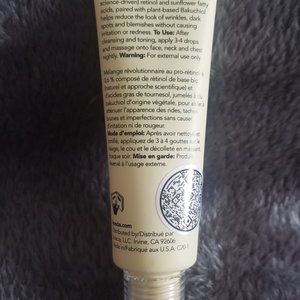 science-driven) retinol and sunflower fatty
acids, paired with plant-based Bakuchiol
helps reduce the look of wrinkles, dark
spots and blemishes without causing
irritation or redness. To Use: After
cleansing and toning, apply 3-4 drops
and massage onto face, neck and chest
nightly. Warning: For external use only.
Mélange révolutionnaire au pro-rétinol
0,6 % composé de rétinol de base bio
(naturel et approche scientifique) et
d'acides gras de tournesol, jumelés à du
bakuchiol d'origine végétale, pour aider à
atténuer l'apparence des rides, taches
brunes et imperfections sans causer
d'irritation ni de rougeur.
Mode d'emploi: Après avoir nettoyé et
tonifié, appliquez de 3 à 4 gouttes sur le
visage, le cou et le décolleté en massant,
chaque soir. Mise en garde: Produit
réservé à l'usage externe.
Distributed by/Distribué par
LLC. Irvine, CA 92606
Made in/Fabriqué aux U.S.A.